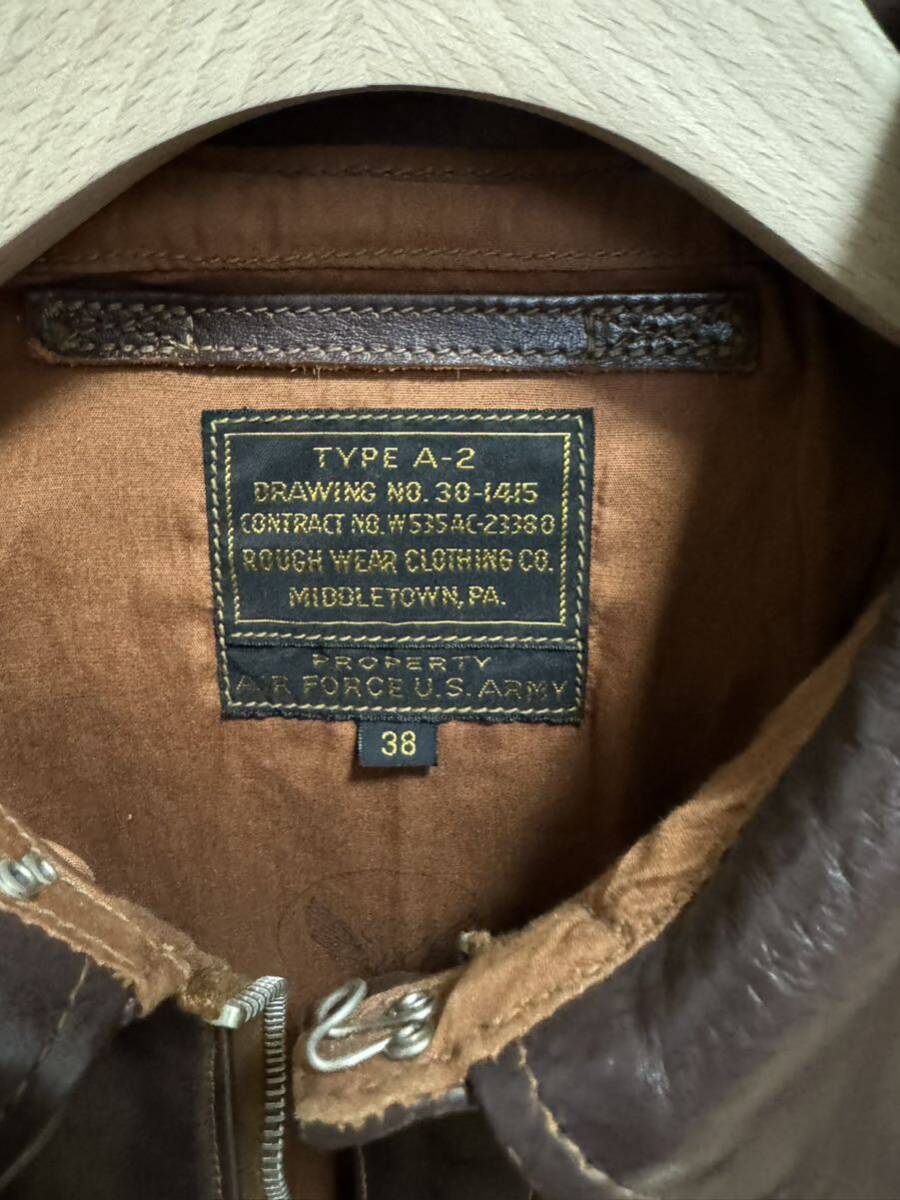 TYPE A-2
DRAWING NO. 30-1415
CONTRACT NO. W535AC-23380
ROUGH WEAR CLOTHING CO.
MIDDLETOWN, PA.
PROPERTY
AIR FORCE U.S. ARMY
38